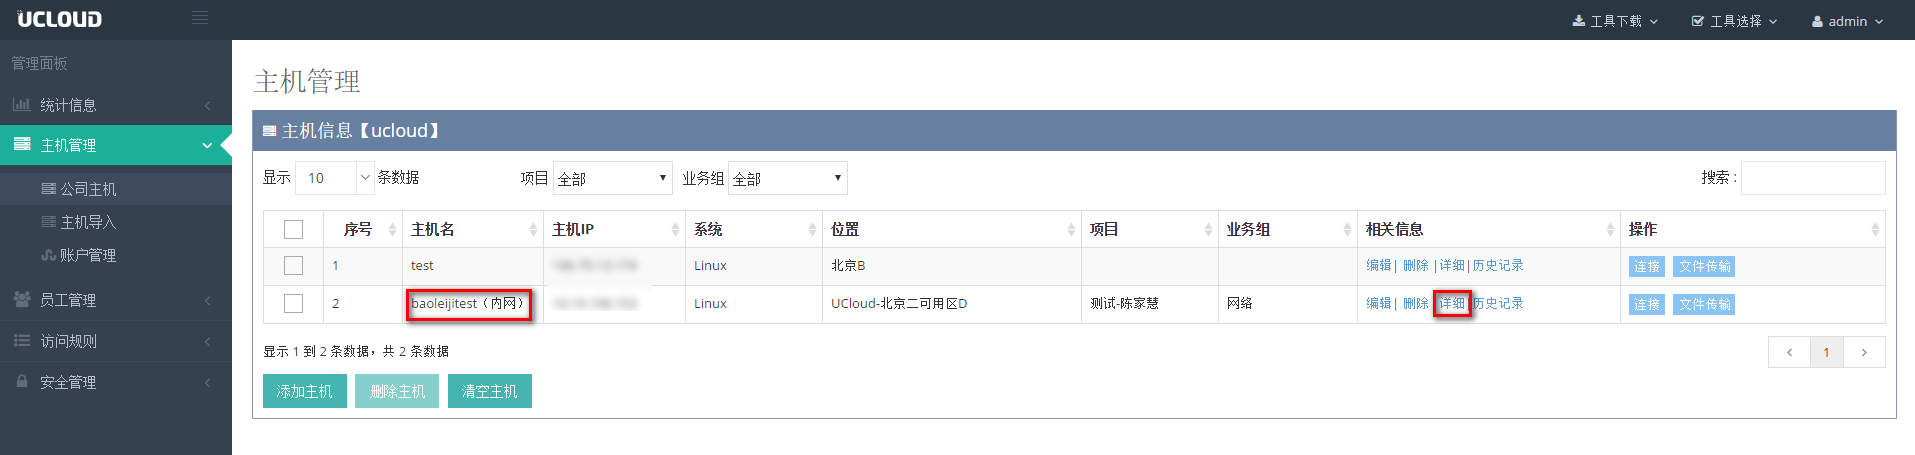 UCLOUD
工具下载
工具选择
admin
管理面板
统计信息
主机管理
公司主机
主机导入
账户管理
员工管理
访问规则
安全管理
主机管理
主机信息【ucloud】
显示 10 条数据 项目 全部 业务组 全部 搜索：
序号 主机名 主机IP 系统 位置 项目 业务组 相关信息 操作
1 test Linux 北京B 编辑| 删除 |详细|历史记录 连接 文件传输
2 baoleijitest（内网） Linux UCloud-北京二可用区D 测试-陈家慧 网络 编辑| 删除 |详细|历史记录 连接 文件传输
显示 1 到 2 条数据，共 2 条数据
‹ 1 ›
添加主机 删除主机 清空主机